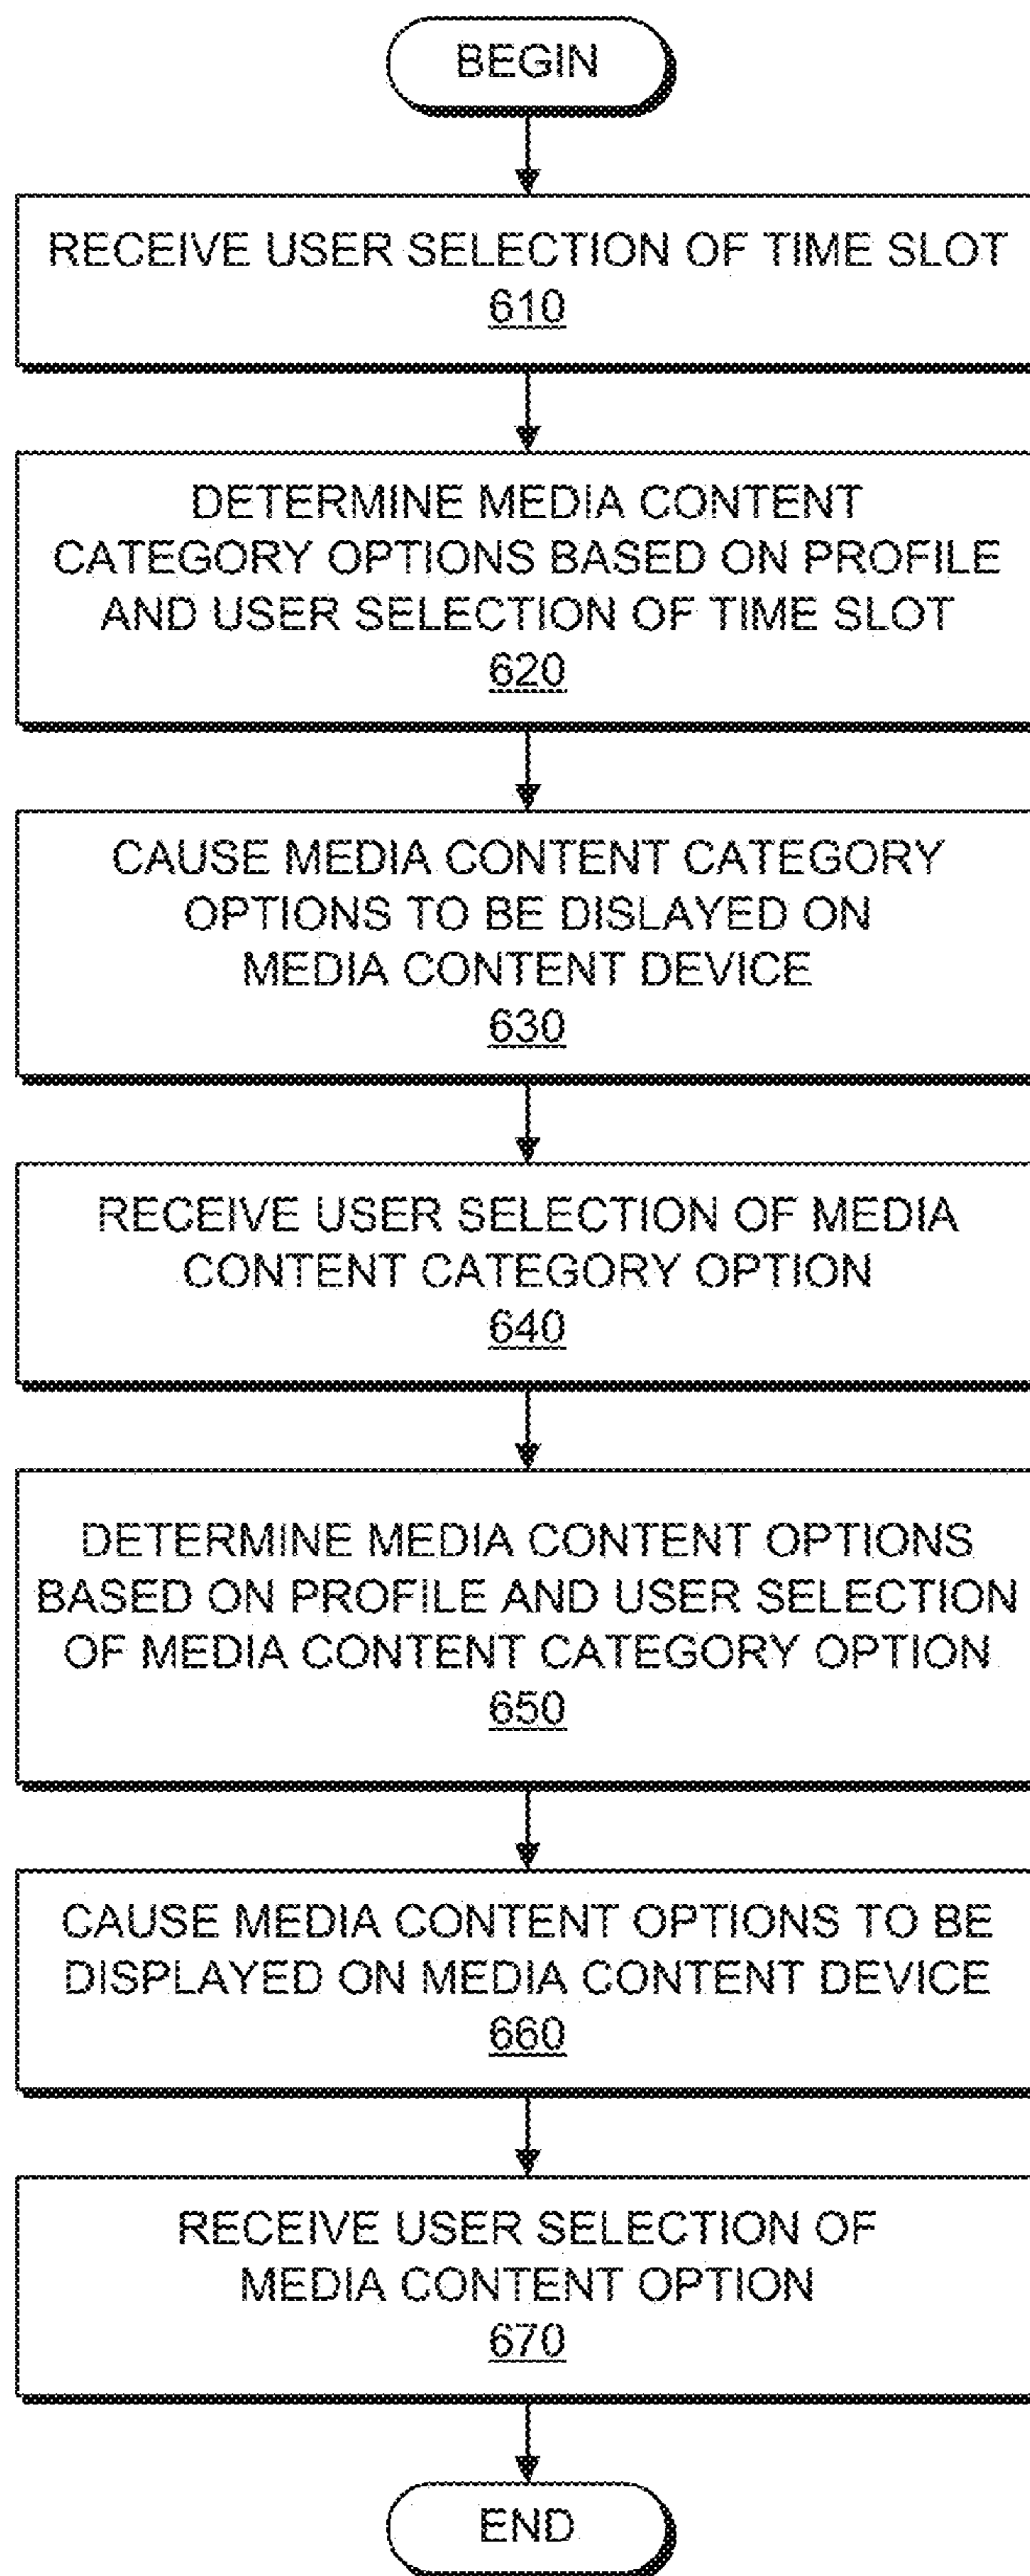 BEGIN
RECEIVE USER SELECTION OF TIME SLOT
610
DETERMINE MEDIA CONTENT
CATEGORY OPTIONS BASED ON PROFILE
AND USER SELECTION OF TIME SLOT
620
CAUSE MEDIA CONTENT CATEGORY
OPTIONS TO BE DISLAYED ON
MEDIA CONTENT DEVICE
630
RECEIVE USER SELECTION OF MEDIA
CONTENT CATEGORY OPTION
640
DETERMINE MEDIA CONTENT OPTIONS
BASED ON PROFILE AND USER SELECTION
OF MEDIA CONTENT CATEGORY OPTION
650
CAUSE MEDIA CONTENT OPTIONS TO BE
DISPLAYED ON MEDIA CONTENT DEVICE
660
RECEIVE USER SELECTION OF
MEDIA CONTENT OPTION
670
END